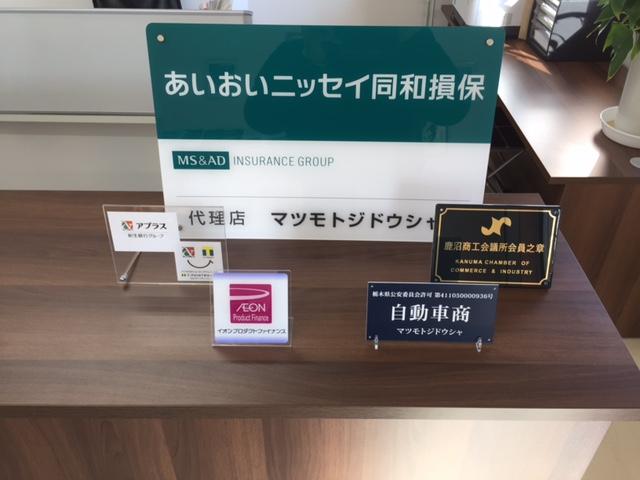 あいおいニッセイ同和損保
MS&AD INSURANCE GROUP
代理店 マツモトジドウシャ
アプラス
新生銀行グループ
鹿沼商工会議所会員之章
KANUMA CHAMBER OF
COMMERCE & INDUSTRY
ÆON
Product Finance
イオンプロダクトファイナンス
栃木県公安委員会許可 第411050000936号
自動車商
マツモトジドウシャ